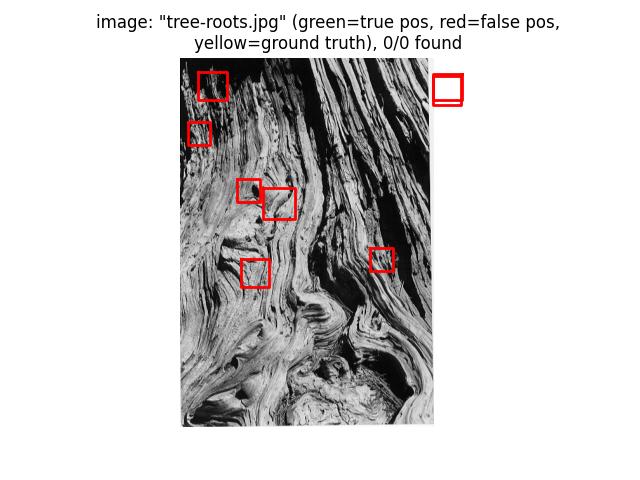 image: "tree-roots.jpg" (green=true pos, red=false pos,
yellow=ground truth), 0/0 found